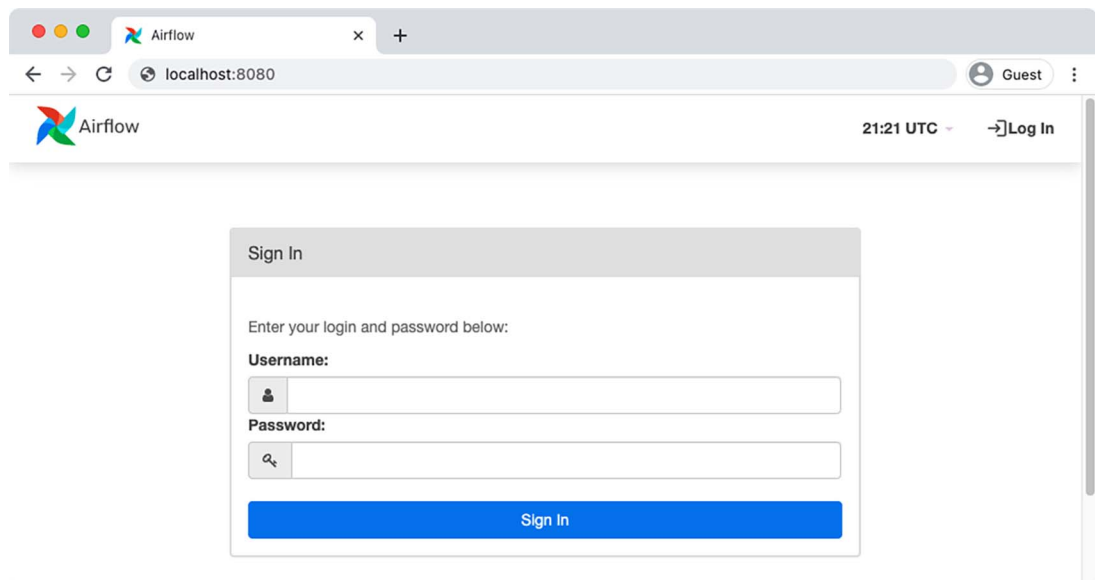 Airflow
localhost:8080
Guest
Airflow
21:21 UTC
Log In
Sign In
Enter your login and password below:
Username:
Password:
Sign In